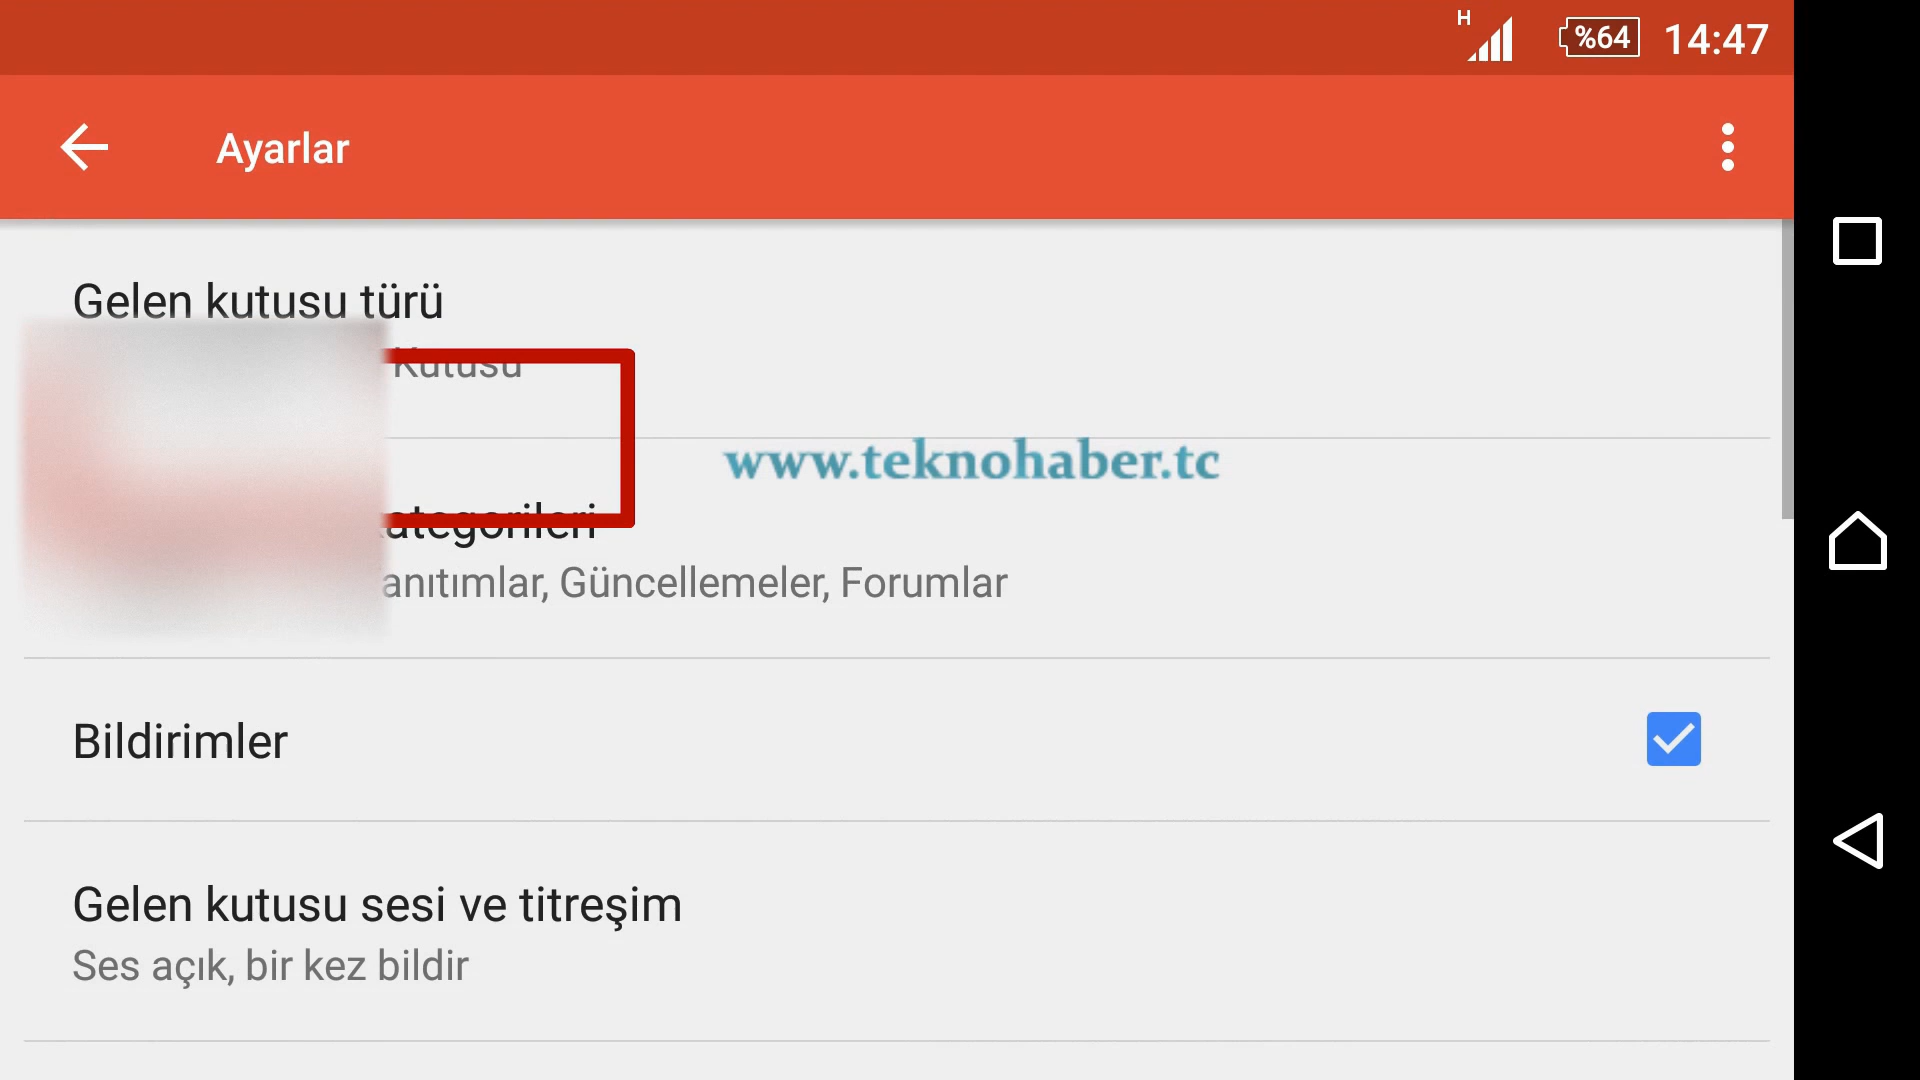 H %64 14:47
Ayarlar
Gelen kutusu türü
Kutusu
www.teknohaber.tc
kategorileri
anıtımlar, Güncellemeler, Forumlar
Bildirimler
Gelen kutusu sesi ve titreşim
Ses açık, bir kez bildir